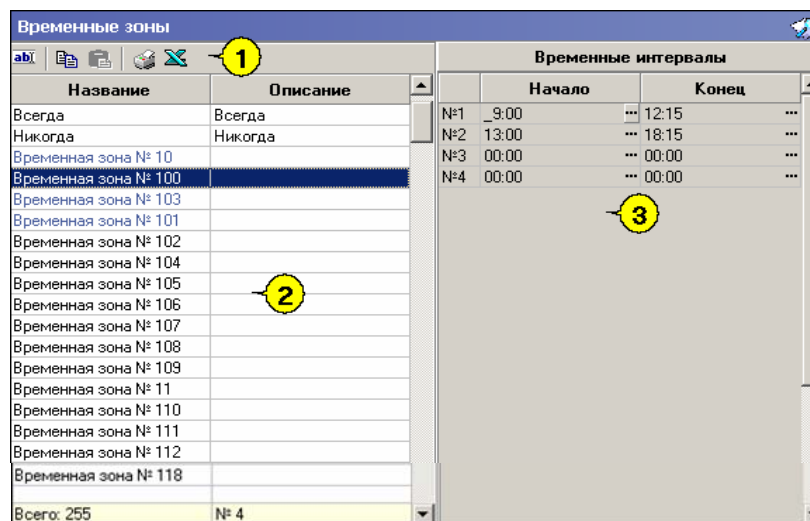 Временные зоны
abI
1
Временные интервалы
Название Описание
Начало Конец
Всегда Всегда
Никогда Никогда
Временная зона № 10
Временная зона № 100
Временная зона № 103
Временная зона № 101
Временная зона № 102
Временная зона № 104
Временная зона № 105
Временная зона № 106
Временная зона № 107
Временная зона № 108
Временная зона № 109
Временная зона № 11
Временная зона № 110
Временная зона № 111
Временная зона № 112
Временная зона № 118
Всего: 255 № 4
2
№1 _9:00 ... 12:15 ...
№2 13:00 ... 18:15 ...
№3 00:00 ... 00:00 ...
№4 00:00 ... 00:00 ...
3